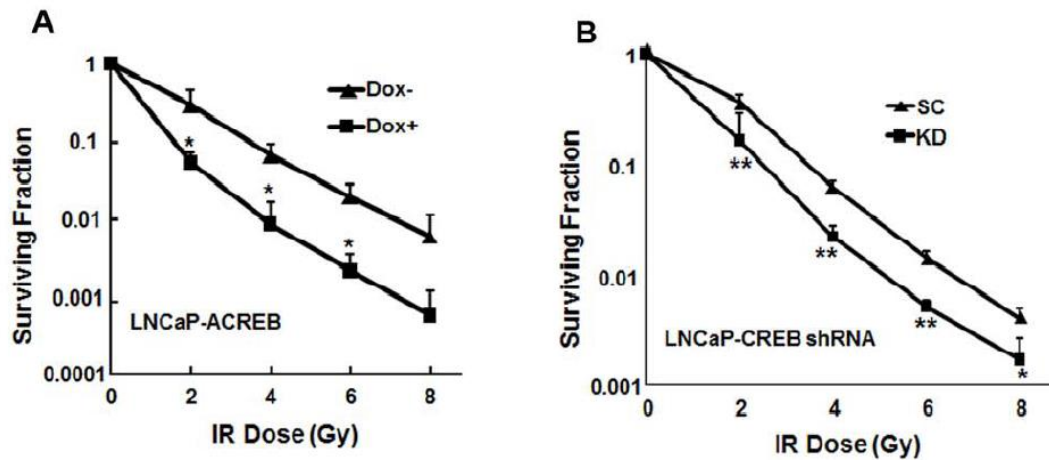 A
Surviving Fraction
1
0.1
0.01
0.001
0.0001
Dox-
Dox+
*
*
*
LNCaP-ACREB
0 2 4 6 8
IR Dose (Gy)
B
Surviving Fraction
1
0.1
0.01
0.001
SC
KD
**
**
**
*
LNCaP-CREB shRNA
0 2 4 6 8
IR Dose (Gy)